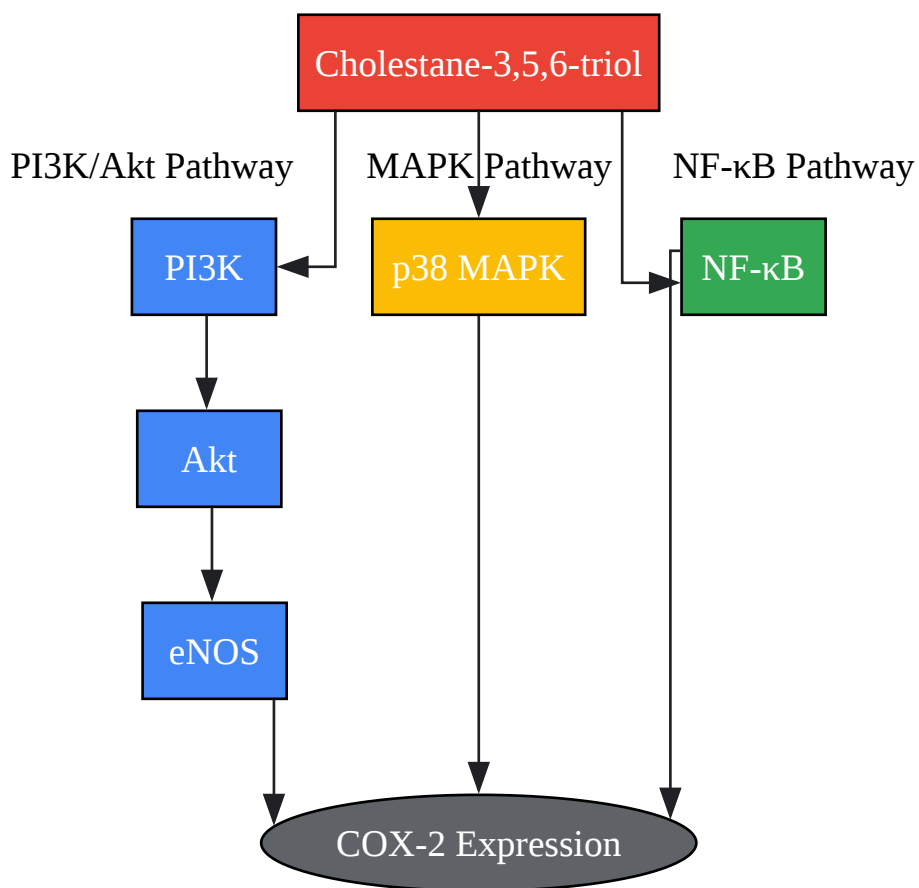 Cholestane-3,5,6-triol
PI3K/Akt Pathway
MAPK Pathway
NF-κB Pathway
PI3K
p38 MAPK
NF-κB
Akt
eNOS
COX-2 Expression